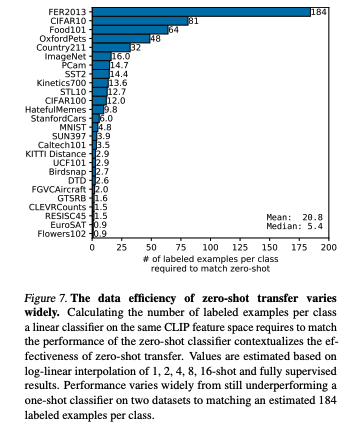 FER2013 184
CIFAR10 81
Food101 64
OxfordPets 48
Country211 32
ImageNet 16.0
PCam 14.7
SST2 14.4
Kinetics700 13.6
STL10 12.7
CIFAR100 12.0
HatefulMemes 9.8
StanfordCars 6.0
MNIST 4.8
SUN397 3.9
Caltech101 3.5
KITTI Distance 2.9
UCF101 2.9
Birdsnap 2.7
DTD 2.6
FGVCAircraft 2.0
GTSRB 1.6
CLEVRCounts 1.5
RESISC45 1.5
EuroSAT 0.9
Flowers102 0.9
Mean: 20.8
Median: 5.4
0 25 50 75 100 125 150 175 200
# of labeled examples per class
required to match zero-shot
Figure 7. The data efficiency of zero-shot transfer varies
widely. Calculating the number of labeled examples per class
a linear classifier on the same CLIP feature space requires to match
the performance of the zero-shot classifier contextualizes the ef-
fectiveness of zero-shot transfer. Values are estimated based on
log-linear interpolation of 1, 2, 4, 8, 16-shot and fully supervised
results. Performance varies widely from still underperforming a
one-shot classifier on two datasets to matching an estimated 184
labeled examples per class.